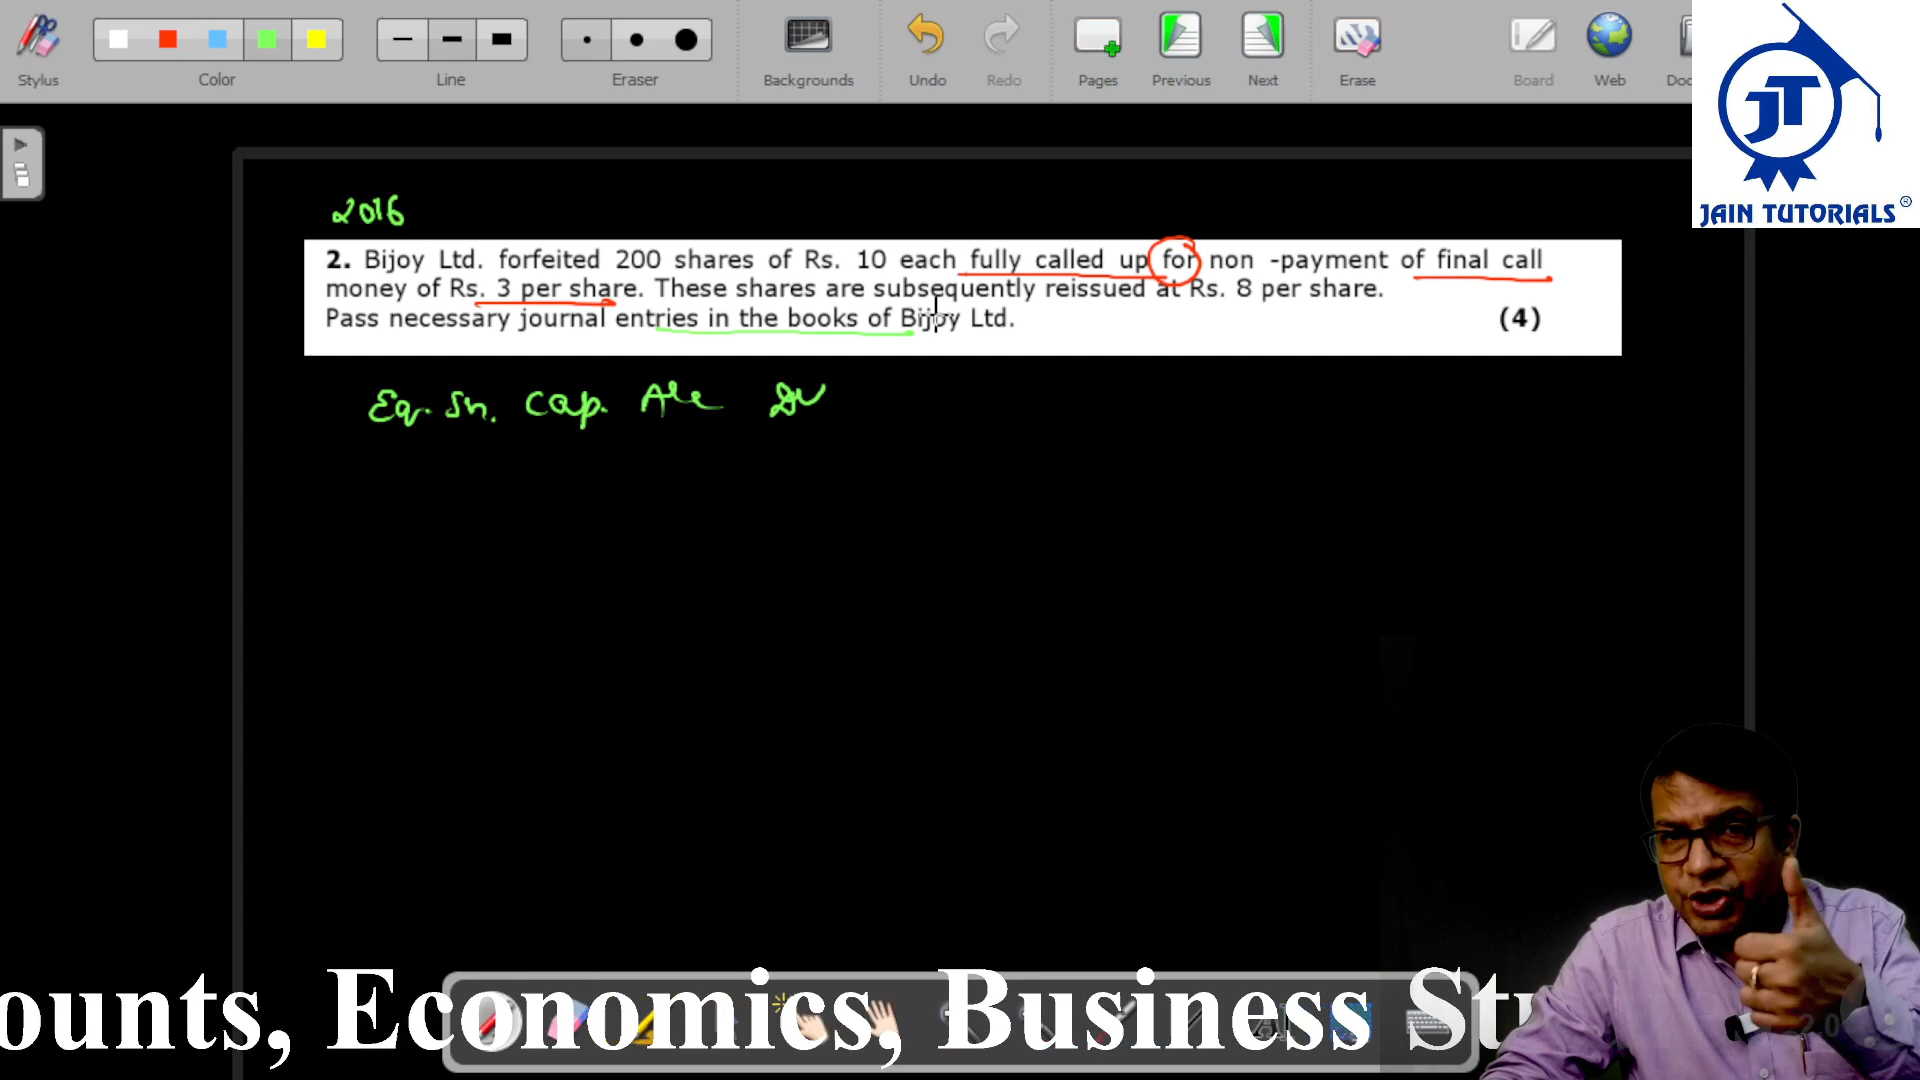 Stylus
Color
Line
Eraser
Backgrounds
Undo
Redo
Pages
Previous
Next
Erase
Board
Web
JT
JAIN TUTORIALS®
2016
2. Bijoy Ltd. forfeited 200 shares of Rs. 10 each fully called up for non -payment of final call
money of Rs. 3 per share. These shares are subsequently reissued at Rs. 8 per share.
Pass necessary journal entries in the books of Bijoy Ltd. (4)
Eq. Sh. Cap. A/c Dr
ounts, Economics, Business St